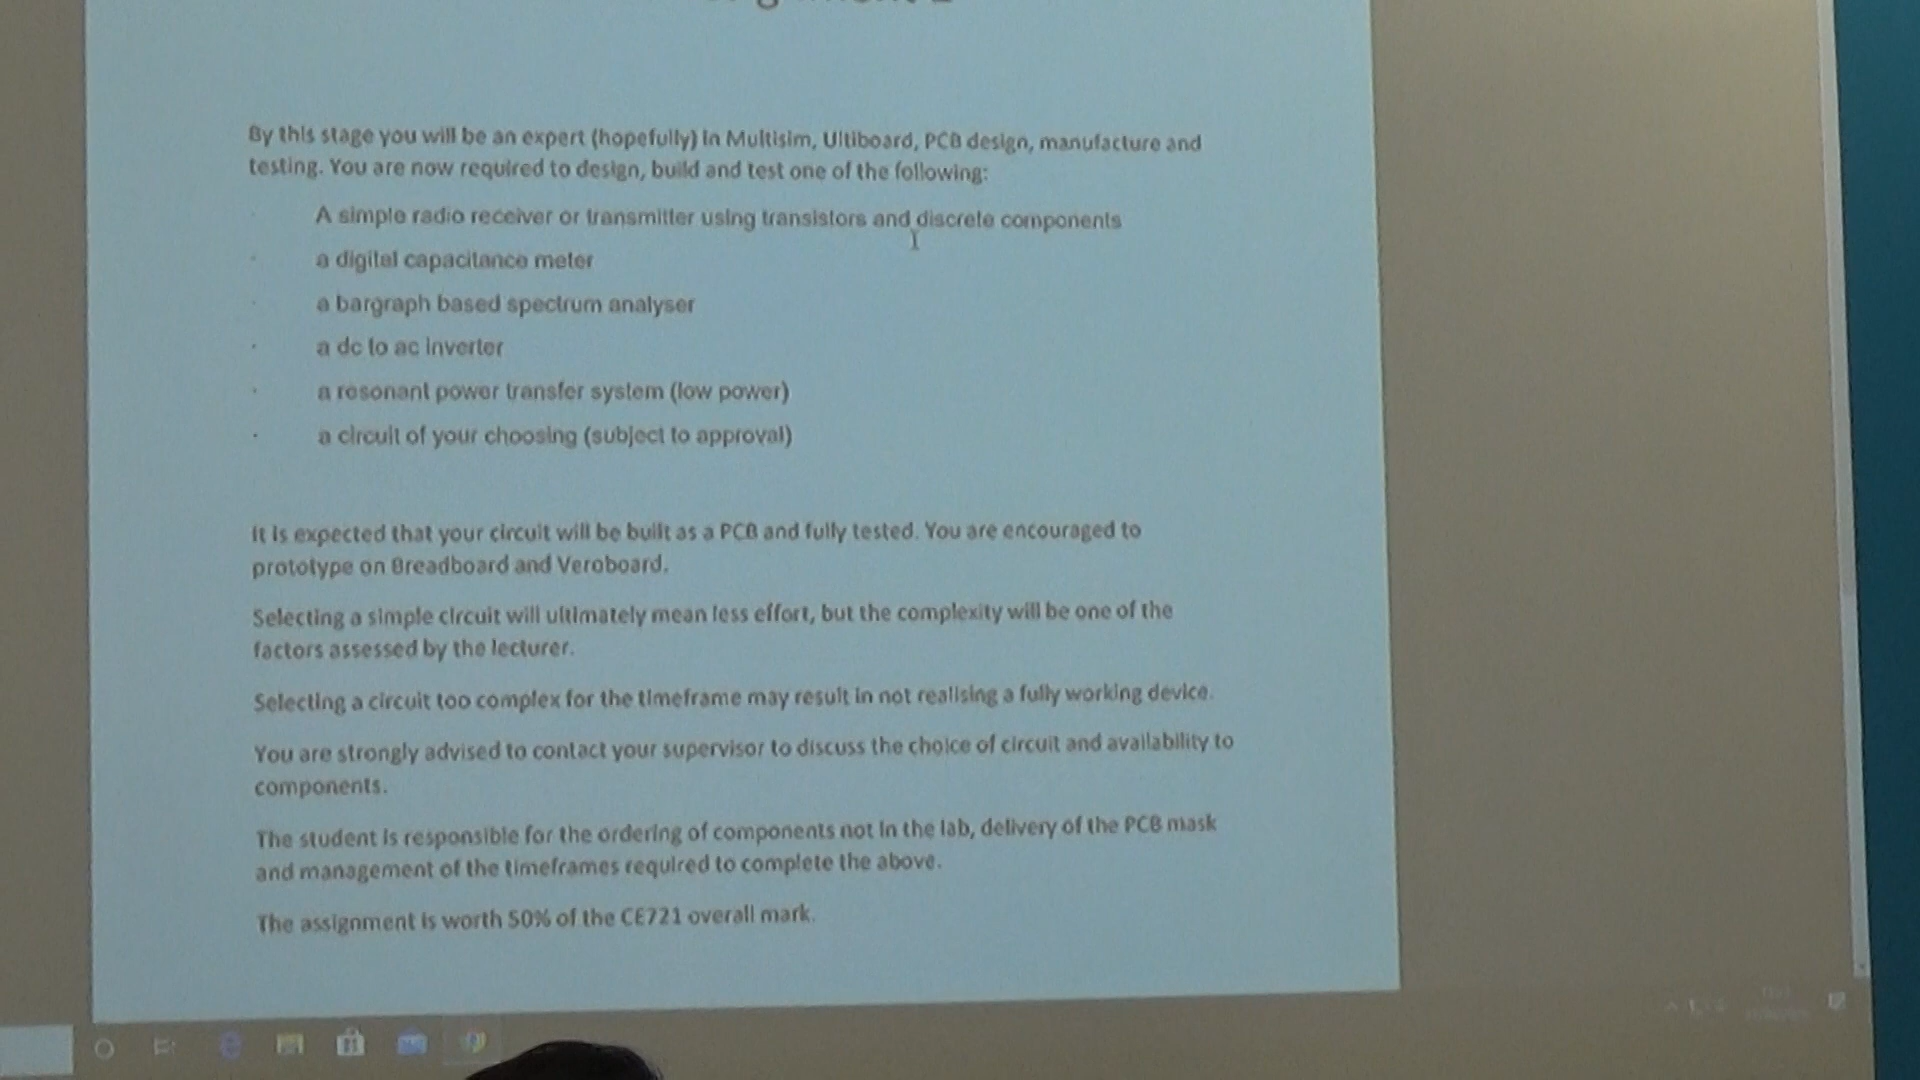 By this stage you will be an expert (hopefully) in Multisim, Ultiboard, PCB design, manufacture and
testing. You are now required to design, build and test one of the following:
· A simple radio receiver or transmitter using transistors and discrete components
· a digital capacitance meter
· a bargraph based spectrum analyser
· a dc to ac inverter
· a resonant power transfer system (low power)
· a circuit of your choosing (subject to approval)
It is expected that your circuit will be built as a PCB and fully tested. You are encouraged to
prototype on Breadboard and Veroboard.
Selecting a simple circuit will ultimately mean less effort, but the complexity will be one of the
factors assessed by the lecturer.
Selecting a circuit too complex for the timeframe may result in not realising a fully working device.
You are strongly advised to contact your supervisor to discuss the choice of circuit and availability to
components.
The student is responsible for the ordering of components not in the lab, delivery of the PCB mask
and management of the timeframes required to complete the above.
The assignment is worth 50% of the CE721 overall mark.